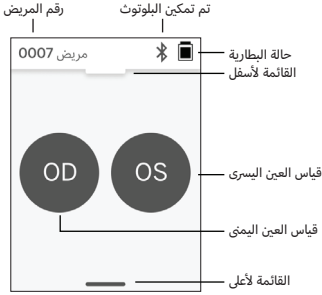 تم تمكين البلوتوث
رقم المريض
مريض 0007
حالة البطارية
القائمة لأسفل
OD
OS
قياس العين اليسرى
قياس العين اليمنى
القائمة لأعلى